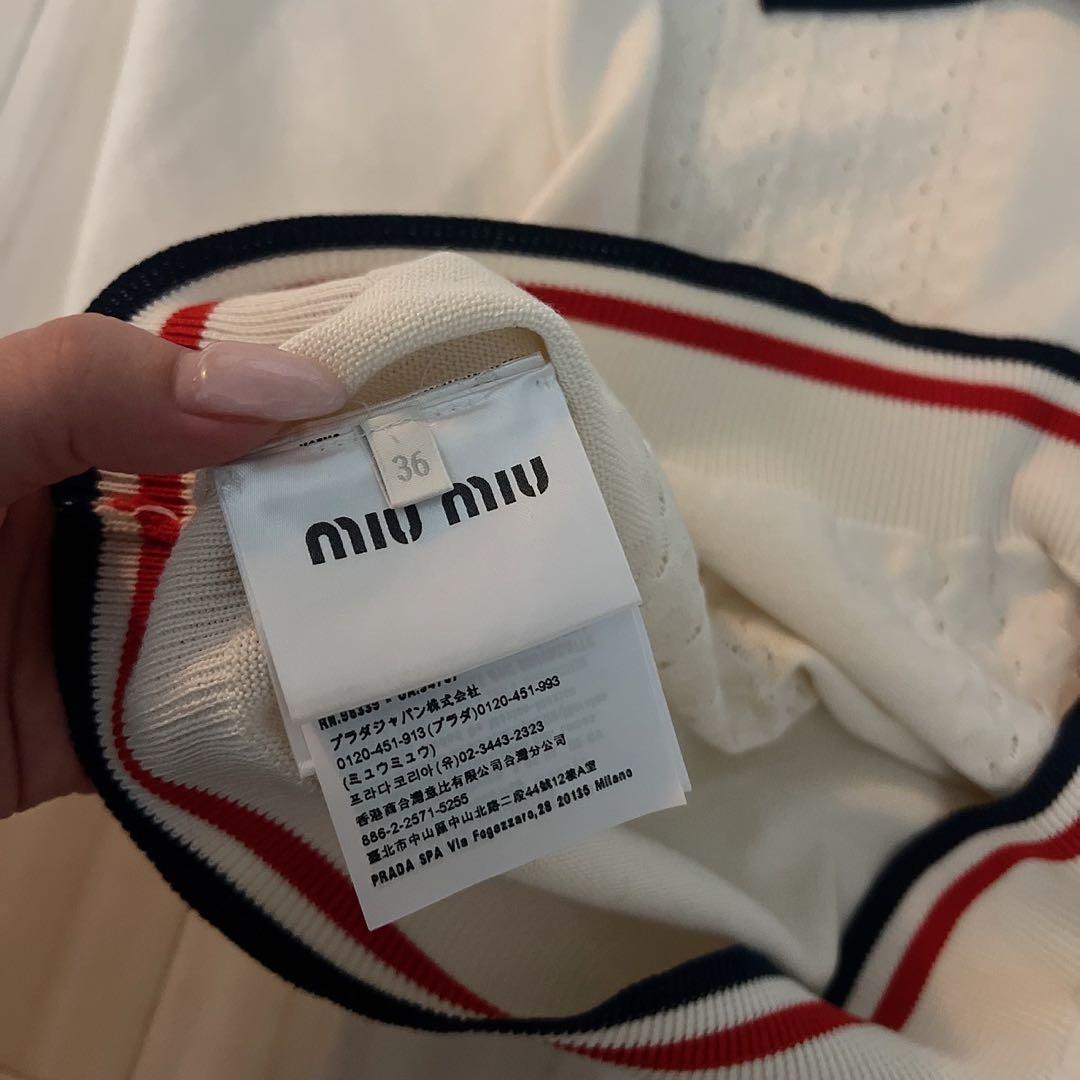 36
miu miu
プラダジャパン株式会社
0120-451-913(プラダ)0120-451-993
(ミュウミュウ)
프라다코리아(유)02-3443-2323
香港商台灣意比有限公司台灣分公司
886-2-2571-5255
臺北市中山區中山北路二段44號12樓A室
PRADA SPA Via Fogazzaro,28 20135 Milano